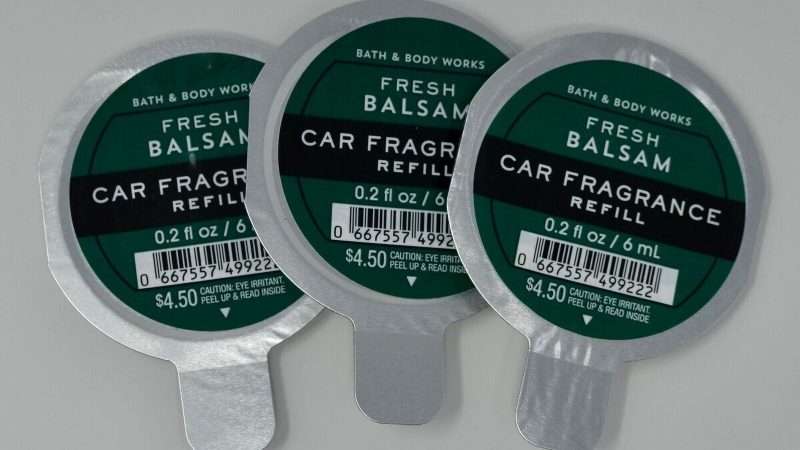 BATH & BODY WORKS
FRESH
BALSAM
CAR FRAGR
REFILL
0.2 fl oz / 6
0 667557 499222
$4.50 CAUTION: EYE IRRITANT.
PEEL UP & READ INSIDE
BATH & BODY WORKS
FRESH
BALSAM
CAR FRAGR
REFILL
0.2 fl oz / 6
0 667557 4992
$4.50 CAUTION: EYE IRRITANT.
PEEL UP & READ INSIDE
BATH & BODY WORKS
FRESH
BALSAM
CAR FRAGRANCE
REFILL
0.2 fl oz / 6 mL
0 667557 499222
$4.50 CAUTION: EYE IRRITANT.
PEEL UP & READ INSIDE